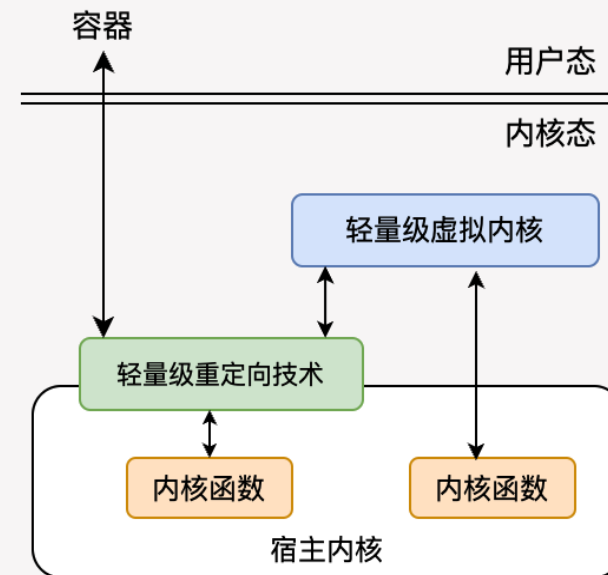 容器
用户态
内核态
轻量级虚拟内核
轻量级重定向技术
内核函数
内核函数
宿主内核